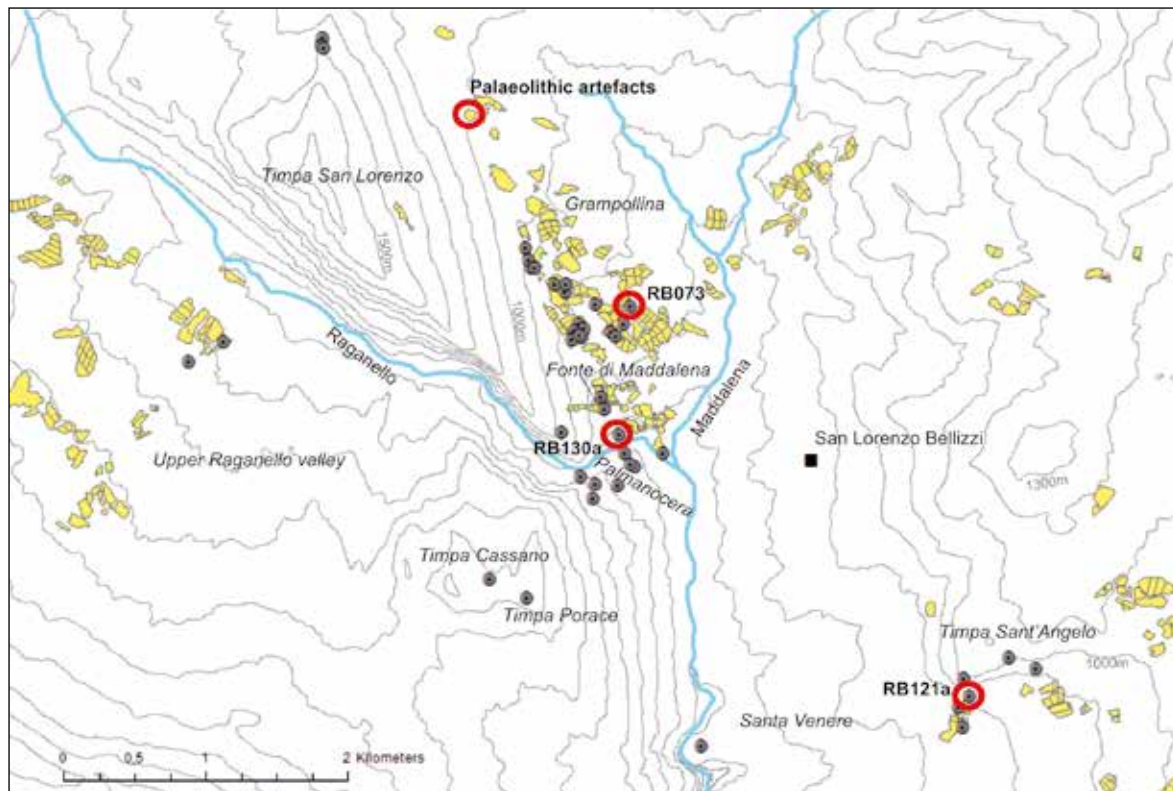 Palaeolithic artefacts
Timpa San Lorenzo
Grampollina
1500m
RB073
1000m
Raganello
Fonte di Maddalena
Maddalena
RB130a
San Lorenzo Bellizzi
Upper Raganello valley
Palmanocera
1300m
Timpa Cassano
Timpa Porace
Timpa Sant'Angelo
1000m
RB121a
Santa Venere
0 0,5 1 2 Kilometers